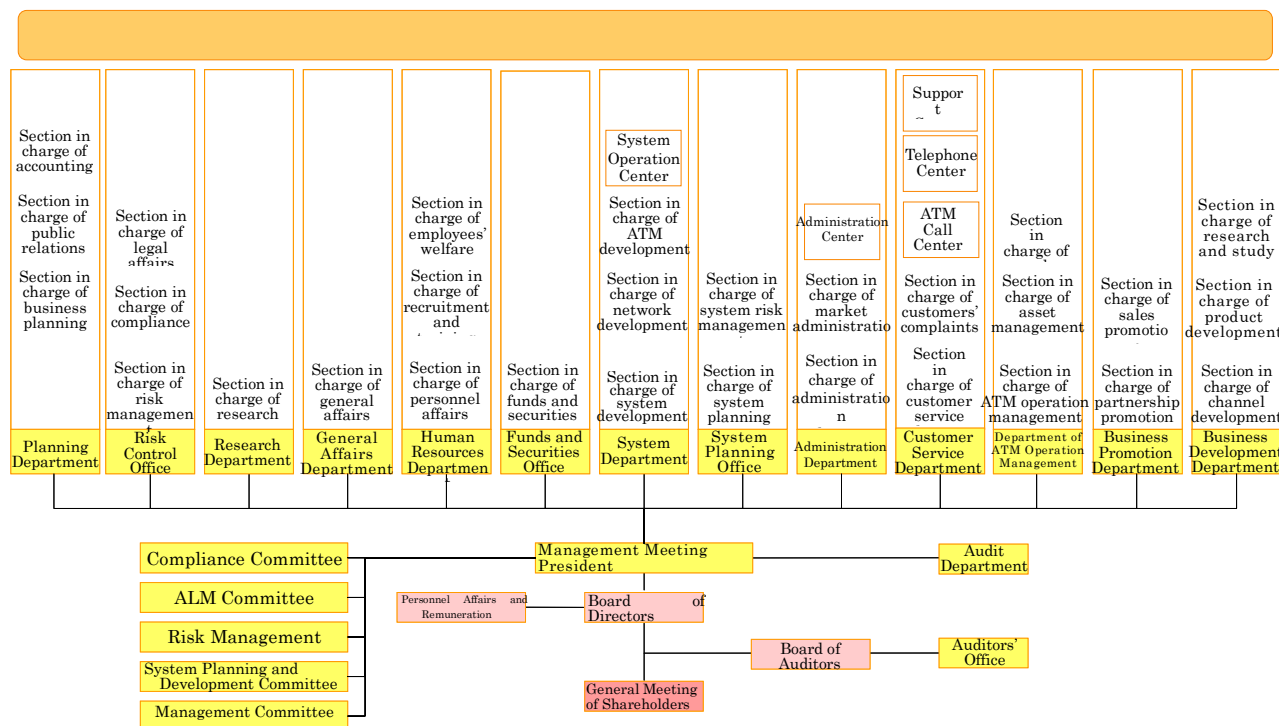 Section in
charge of
accounting
Section in
charge of
public
relations
Section in
charge of
business
planning
Planning
Department
Section in
charge of
legal
affairs
Section in
charge of
compliance
Section in
charge of
risk
managemen
Risk
Control
Office
Section in
charge of
research
Research
Department
Section in
charge of
general
affairs
General
Affairs
Department
Section in
charge of
employees'
welfare
Section in
charge of
recruitment
and
Section in
charge of
personnel
affairs
Human
Resources
Departmen
Section in
charge of
funds and
securities
Funds and
Securities
Office
System
Operation
Center
Section in
charge of
ATM
development
Section in
charge of
network
development
Section in
charge of
system
development
System
Department
Section in
charge of
system risk
managemen
Section in
charge of
system
planning
System
Planning
Office
Administration
Center
Section in
charge of
market
administratio
Section in
charge of
administratio
n
Administration
Department
Suppor
t
Telephone
Center
ATM
Call
Center
Section in
charge of
customers'
complaints
Section
in
charge of
customer
service
Customer
Service
Department
Section
in
charge of
Section in
charge of
asset
management
Section in
charge of
ATM operation
management
Department of
ATM Operation
Management
Section in
charge of
sales
promotio
Section in
charge of
partnership
promotion
Business
Promotion
Department
Section in
charge of
research
and study
Section in
charge of
product
development
Section in
charge of
channel
development
Business
Development
Department
Compliance Committee
ALM Committee
Risk Management
System Planning and
Development Committee
Management Committee
Management Meeting
President
Audit
Department
Personnel Affairs and
Remuneration
Board of
Directors
Board of
Auditors
Auditors'
Office
General Meeting
of Shareholders